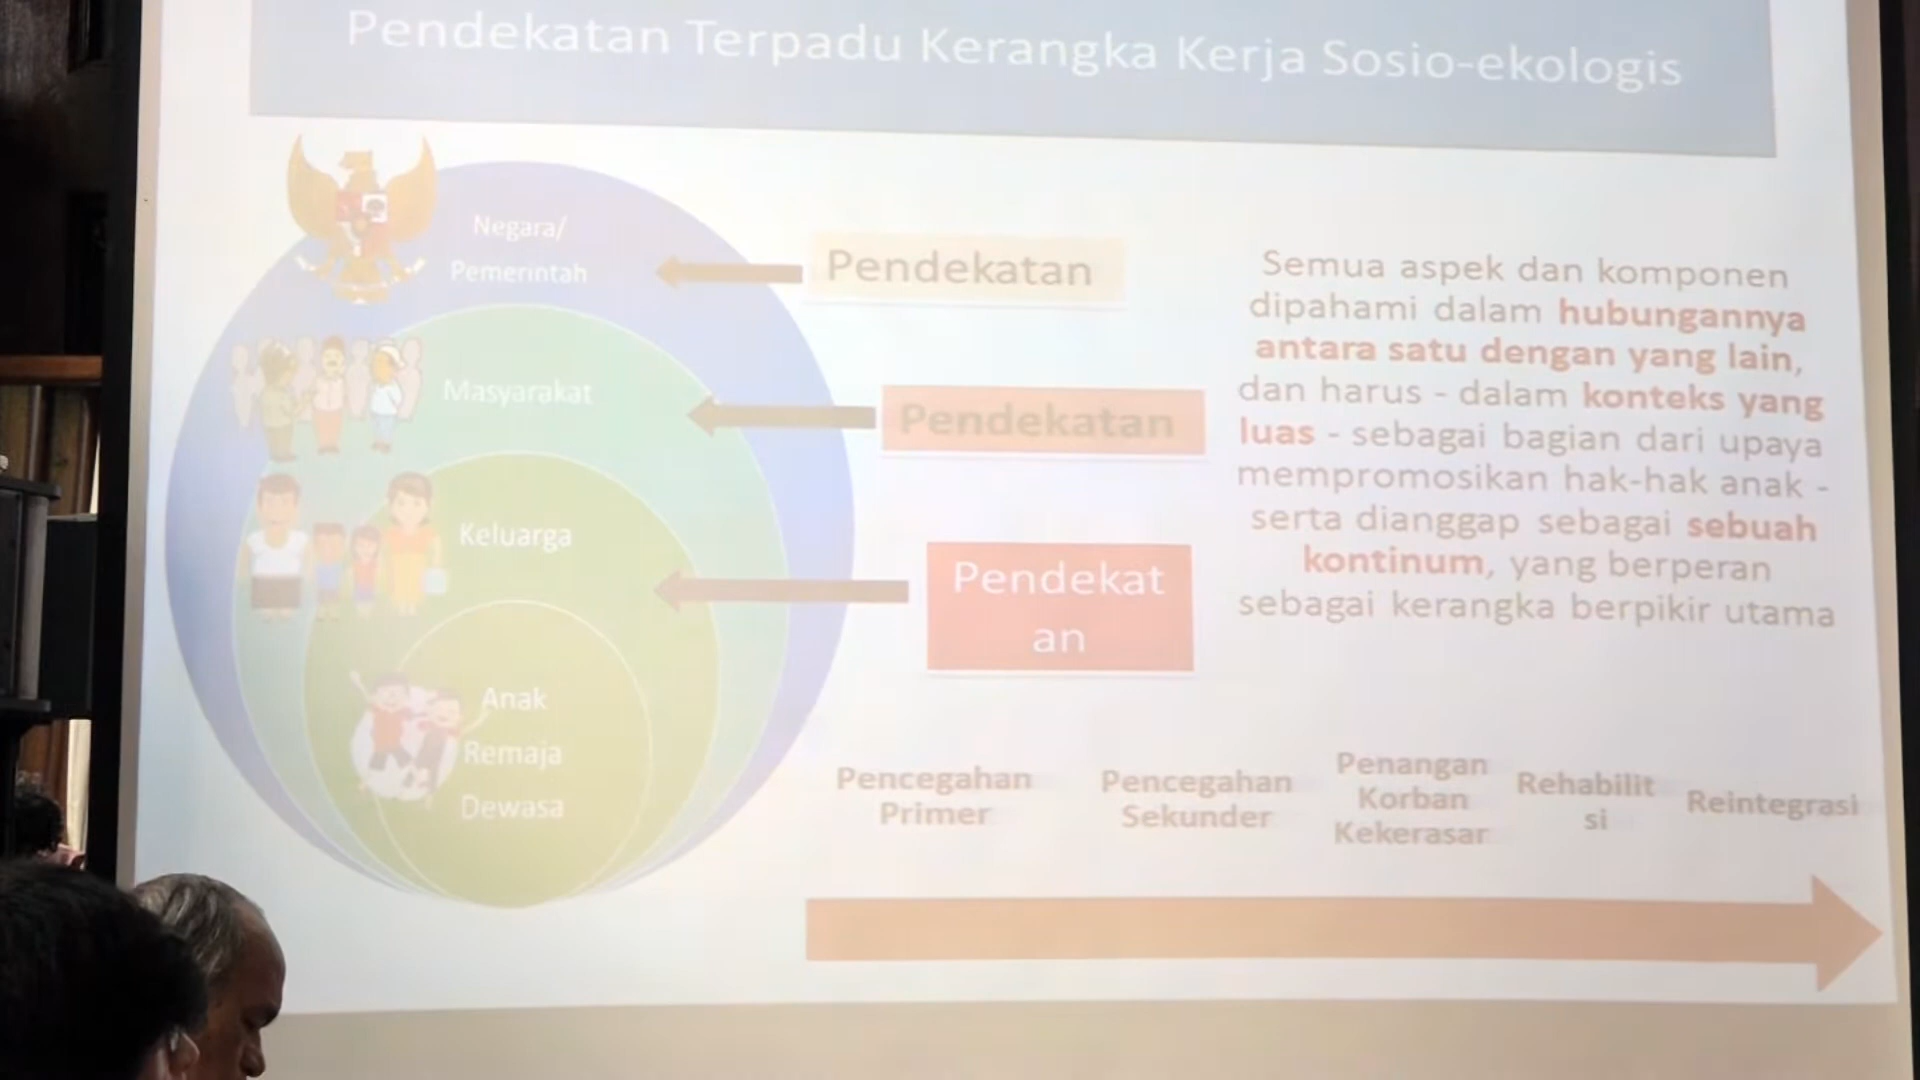 Pendekatan Terpadu Kerangka Kerja Sosio-ekologis
Negara/
Pemerintah
Masyarakat
Keluarga
Anak
Remaja
Dewasa
Pendekatan
Pendekatan
Pendekat
an
Semua aspek dan komponen
dipahami dalam hubungannya
antara satu dengan yang lain,
dan harus - dalam konteks yang
luas - sebagai bagian dari upaya
mempromosikan hak-hak anak -
serta dianggap sebagai sebuah
kontinum, yang berperan
sebagai kerangka berpikir utama
Pencegahan
Primer
Pencegahan
Sekunder
Penangan
Korban
Kekerasar
Rehabilit
si
Reintegrasi